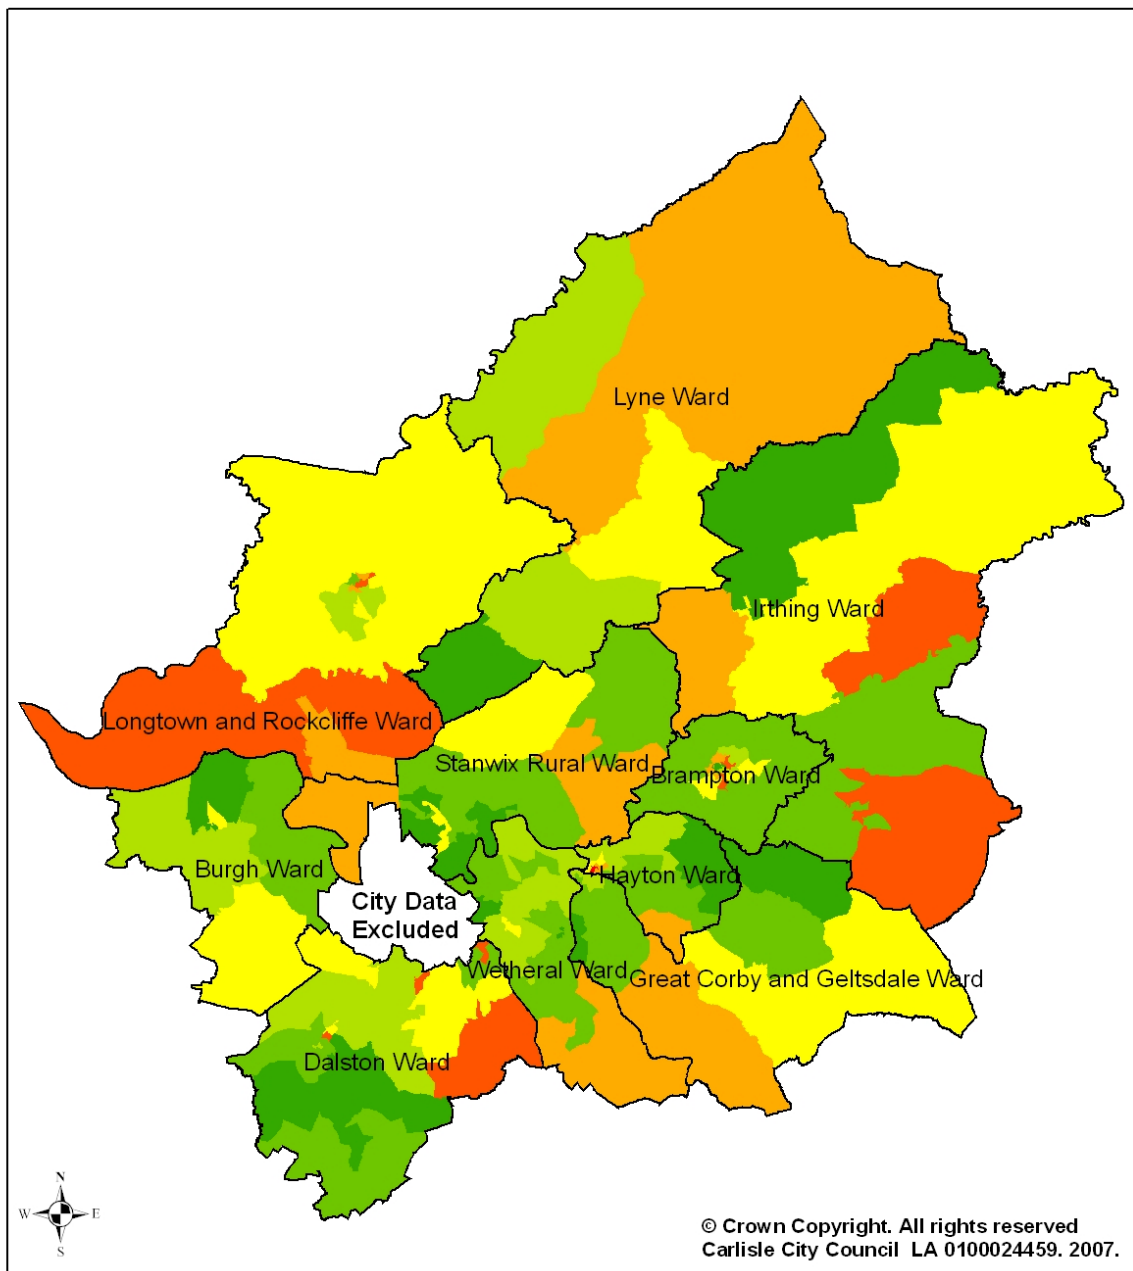 Lyne Ward
Irthing Ward
Longtown and Rockcliffe Ward
Stanwix Rural Ward
Brampton Ward
Burgh Ward
Hayton Ward
City Data
Excluded
Wetheral Ward
Great Corby and Geltsdale Ward
Dalston Ward
N
W E
S
© Crown Copyright. All rights reserved
Carlisle City Council LA 0100024459. 2007.